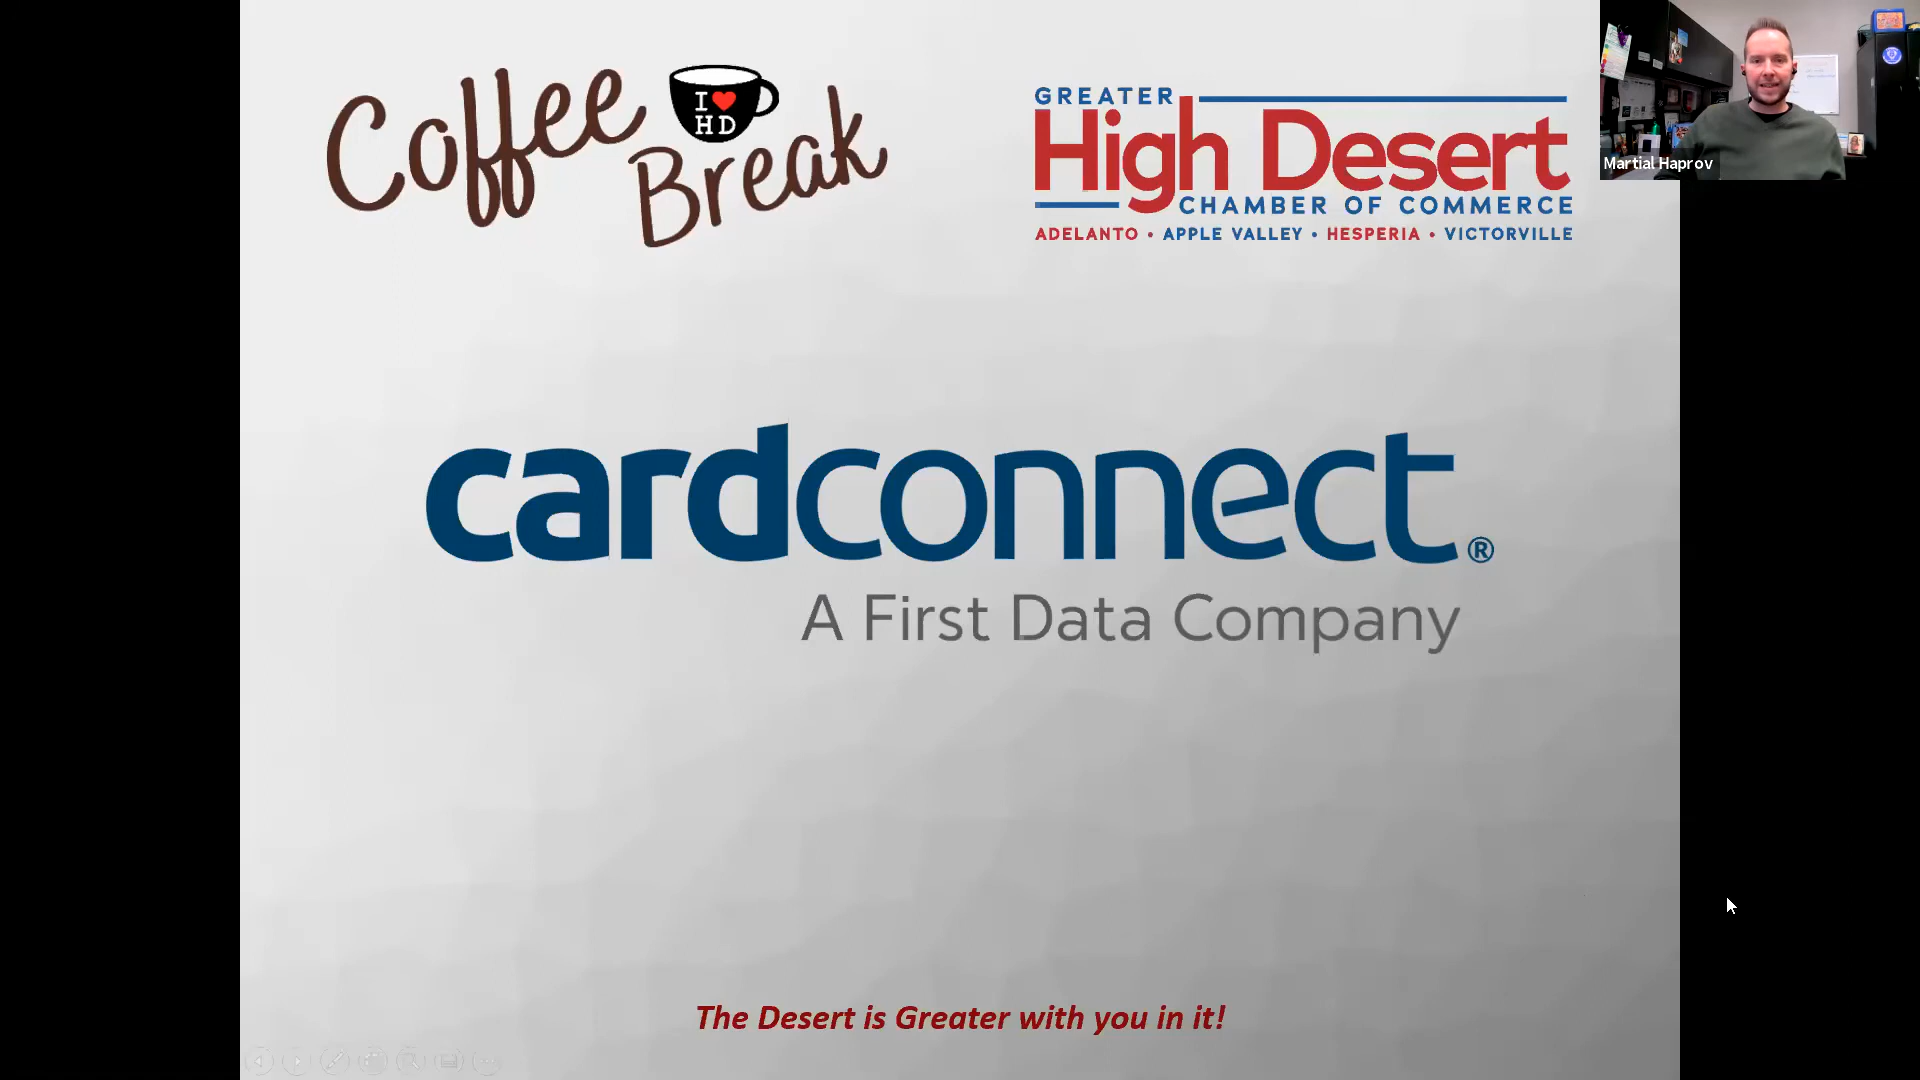 Coffee
Break
I ❤
HD
GREATER
High Desert
CHAMBER OF COMMERCE
ADELANTO • APPLE VALLEY • HESPERIA • VICTORVILLE
Martial Haprov
cardconnect®
A First Data Company
The Desert is Greater with you in it!